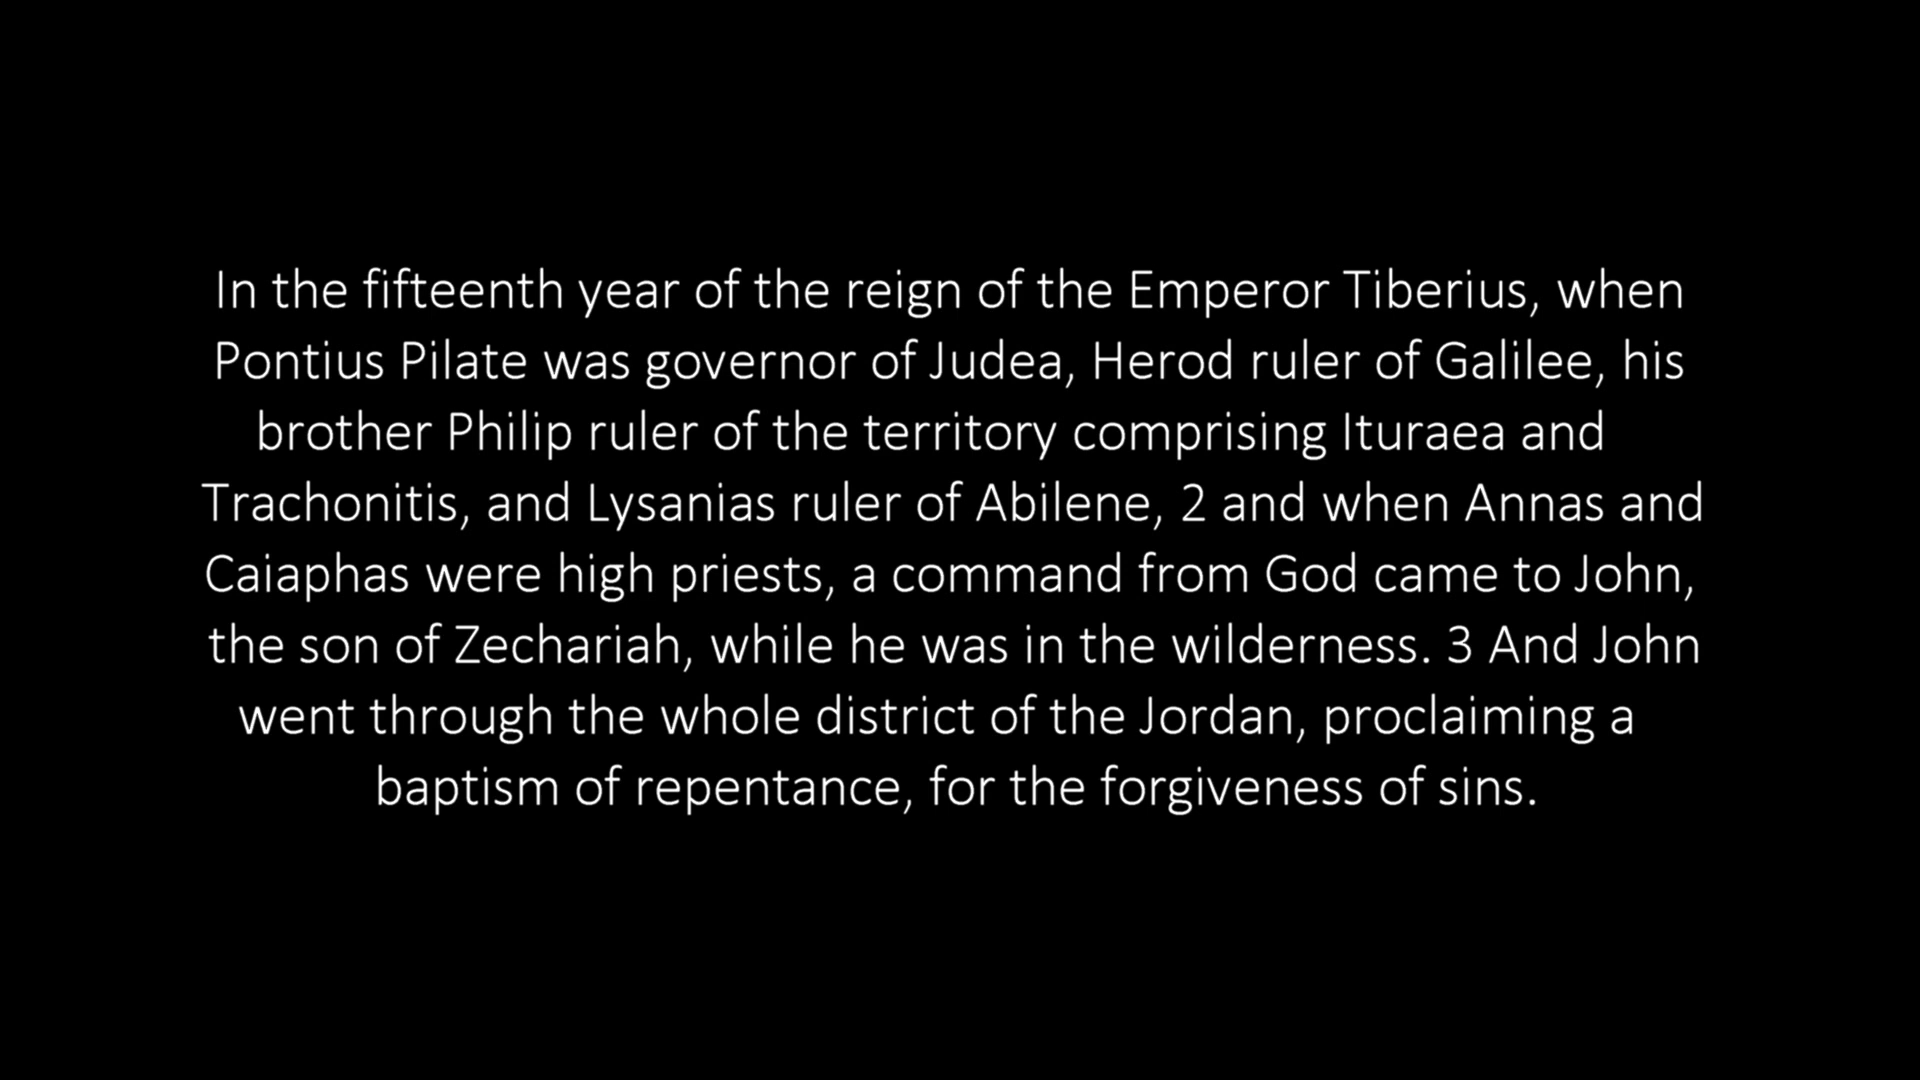 In the fifteenth year of the reign of the Emperor Tiberius, when
Pontius Pilate was governor of Judea, Herod ruler of Galilee, his
brother Philip ruler of the territory comprising Ituraea and
Trachonitis, and Lysanias ruler of Abilene, 2 and when Annas and
Caiaphas were high priests, a command from God came to John,
the son of Zechariah, while he was in the wilderness. 3 And John
went through the whole district of the Jordan, proclaiming a
baptism of repentance, for the forgiveness of sins.